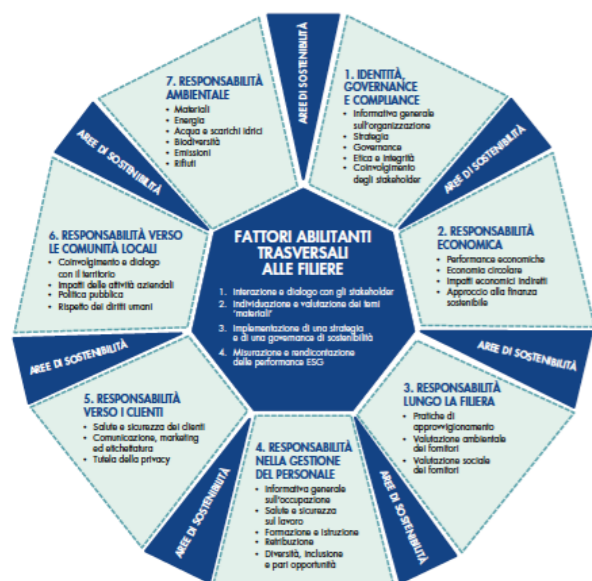 AREE DI SOSTENIBILITÀ
1. IDENTITÀ,
GOVERNANCE
E COMPLIANCE
• Informativa generale
sull'organizzazione
• Strategia
• Governance
• Etica e integrità
• Coinvolgimento
degli stakeholder
AREE DI SOSTENIBILITÀ
2. RESPONSABILITÀ
ECONOMICA
• Performance economiche
• Economia circolare
• Impatti economici indiretti
• Approccio alla finanza
sostenibile
AREE DI SOSTENIBILITÀ
3. RESPONSABILITÀ
LUNGO LA FILIERA
• Pratiche di
approvvigionamento
• Valutazione ambientale
dei fornitori
• Valutazione sociale
dei fornitori
AREE DI SOSTENIBILITÀ
4. RESPONSABILITÀ
NELLA GESTIONE
DEL PERSONALE
• Informativa generale
sull'occupazione
• Salute e sicurezza
sul lavoro
• Formazione e istruzione
• Retribuzione
• Diversità, inclusione
e pari opportunità
AREE DI SOSTENIBILITÀ
5. RESPONSABILITÀ
VERSO I CLIENTI
• Salute e sicurezza dei clienti
• Comunicazione, marketing
ed etichettatura
• Tutela della privacy
AREE DI SOSTENIBILITÀ
6. RESPONSABILITÀ VERSO
LE COMUNITÀ LOCALI
• Coinvolgimento e dialogo
con il territorio
• Impatti delle attività aziendali
• Politica pubblica
• Rispetto dei diritti umani
AREE DI SOSTENIBILITÀ
7. RESPONSABILITÀ
AMBIENTALE
• Materiali
• Energia
• Acqua e scarichi idrici
• Biodiversità
• Emissioni
• Rifiuti
FATTORI ABILITANTI
TRASVERSALI
ALLE FILIERE
1. Interazione e dialogo con gli stakeholder
2. Individuazione e valutazione dei temi
'materiali'
3. Implementazione di una strategia
e di una governance di sostenibilità
4. Misurazione e rendicontazione
delle performance ESG